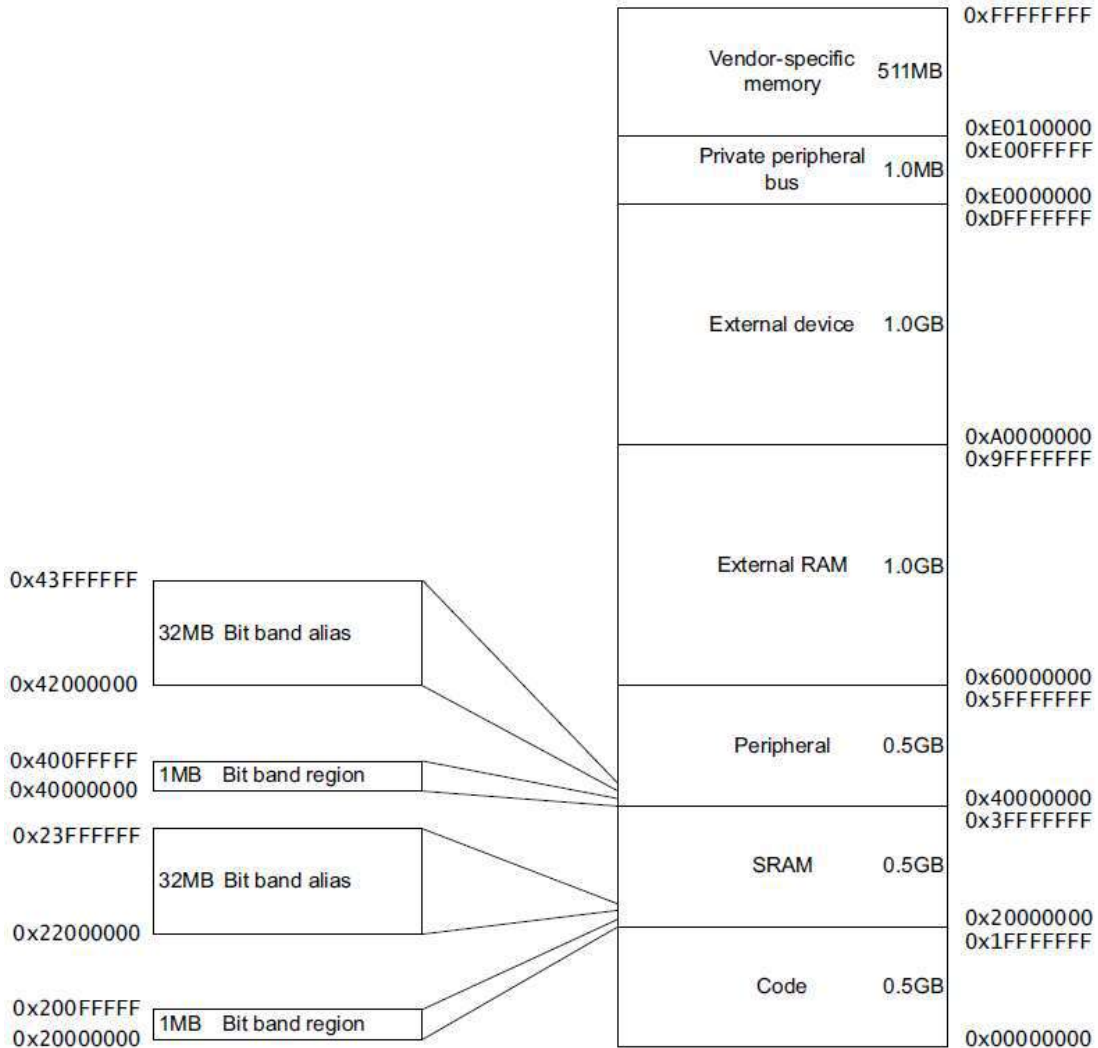 0xFFFFFFFF
Vendor-specific
memory
511MB
0xE0100000
0xE00FFFFF
Private peripheral
bus
1.0MB
0xE0000000
0xDFFFFFFF
External device 1.0GB
0xA0000000
0x9FFFFFFF
External RAM 1.0GB
0x60000000
0x5FFFFFFF
Peripheral 0.5GB
0x40000000
0x3FFFFFFF
SRAM 0.5GB
0x20000000
0x1FFFFFFF
Code 0.5GB
0x00000000
0x43FFFFFF
32MB Bit band alias
0x42000000
0x400FFFFF
1MB Bit band region
0x40000000
0x23FFFFFF
32MB Bit band alias
0x22000000
0x200FFFFF
1MB Bit band region
0x20000000